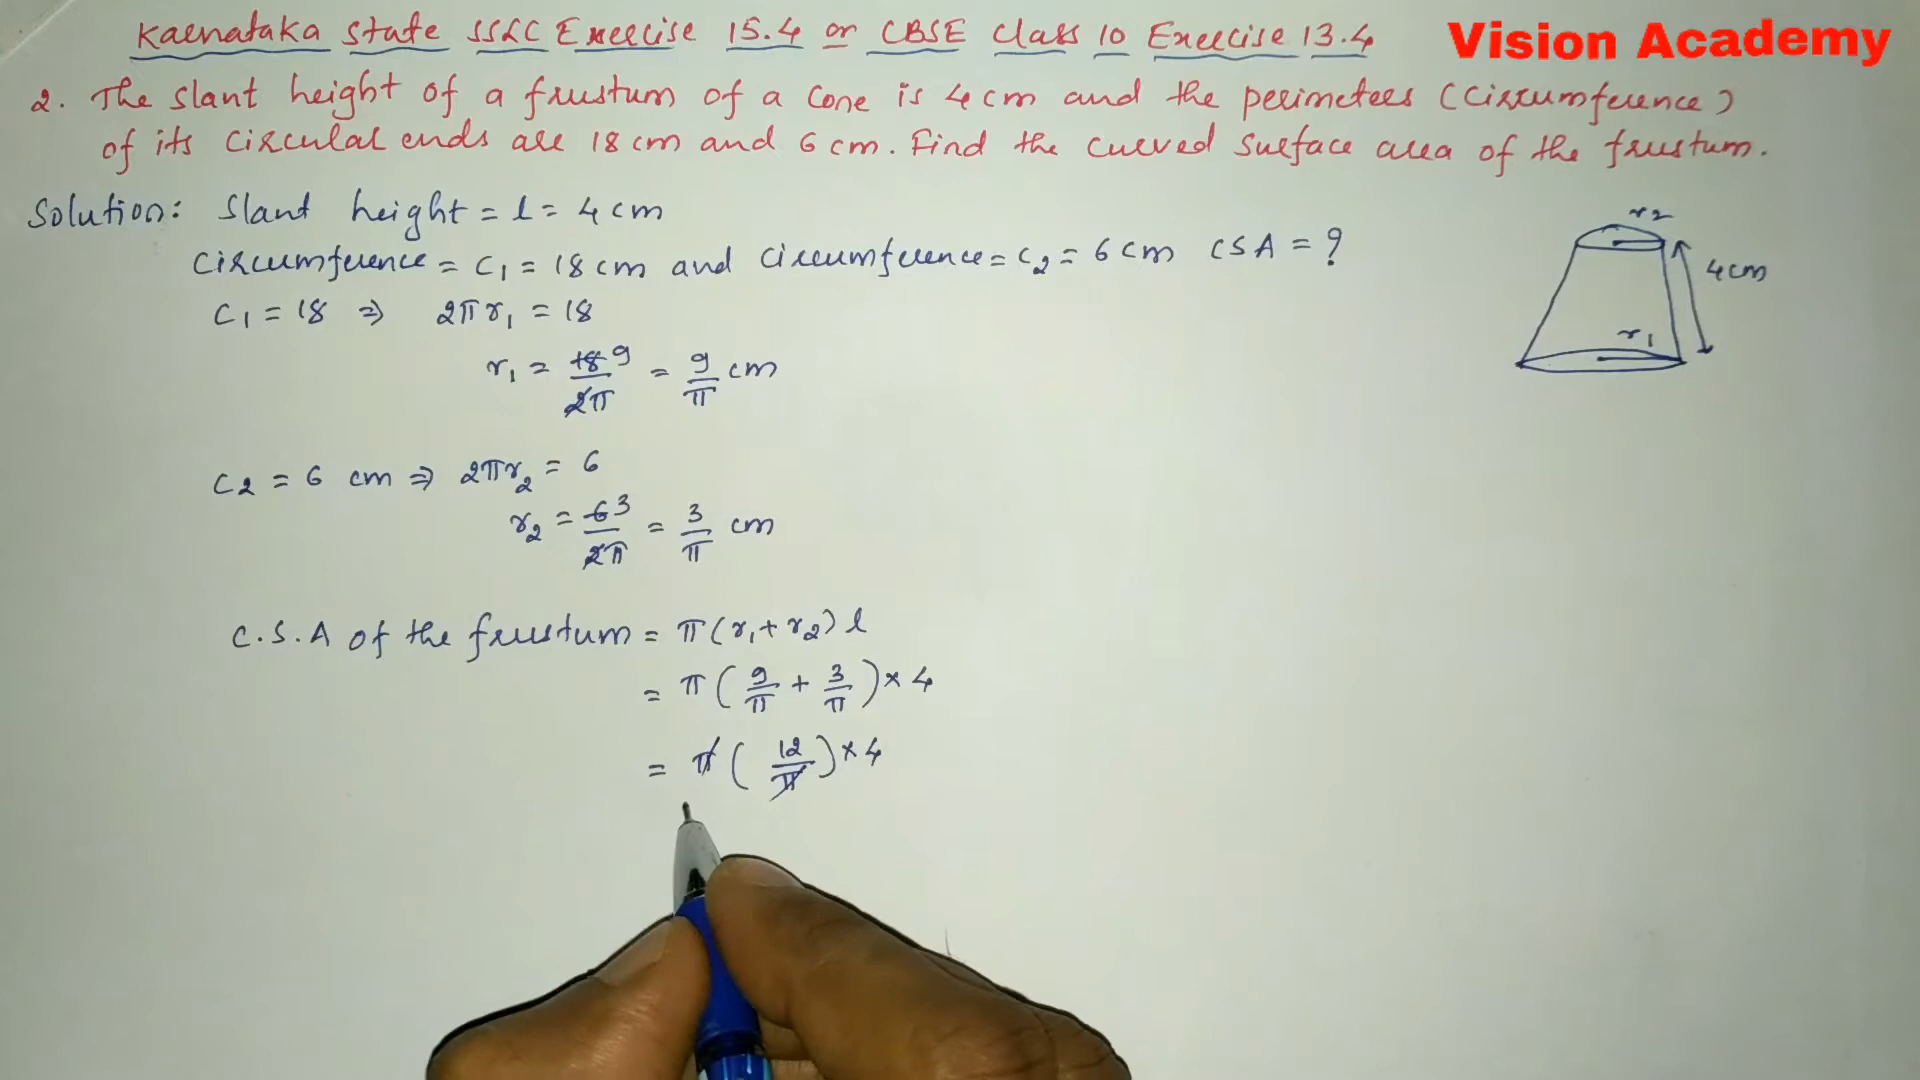 Karnataka State SSLC Exercise 15.4 or CBSE Class 10 Exercise 13.4
Vision Academy
2. The slant height of a frustum of a cone is 4 cm and the perimeters (circumference)
of its circular ends are 18 cm and 6 cm. Find the curved surface area of the frustum.
Solution: Slant height = l = 4 cm
Circumference = C₁ = 18 cm and Circumference = C₂ = 6 cm CSA = ?
C₁ = 18 ⇒ 2πr₁ = 18
r₁ = 18 9 / 2π = 9/π cm
C2 = 6 cm ⇒ 2πr₂ = 6
r₂ = 6 3 / 2π = 3/π cm
C.S.A of the frustum = π(r₁ + r₂) l
= π ( 9/π + 3/π ) × 4
= π ( 12/π ) × 4
r2
4 cm
r1